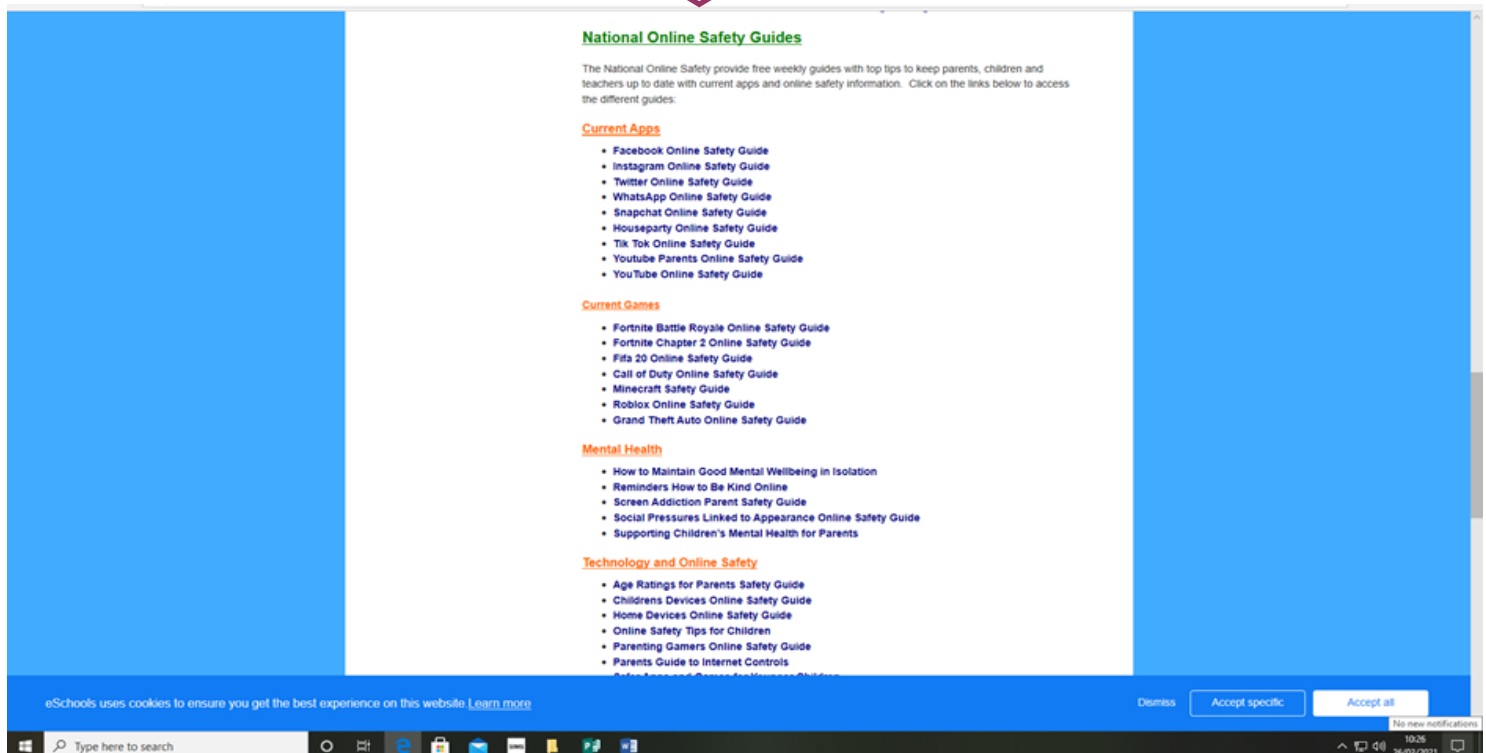 National Online Safety Guides
The National Online Safety provide free weekly guides with top tips to keep parents, children and
teachers up to date with current apps and online safety information. Click on the links below to access
the different guides:
Current Apps
• Facebook Online Safety Guide
• Instagram Online Safety Guide
• Twitter Online Safety Guide
• WhatsApp Online Safety Guide
• Snapchat Online Safety Guide
• Houseparty Online Safety Guide
• Tik Tok Online Safety Guide
• Youtube Parents Online Safety Guide
• YouTube Online Safety Guide
Current Games
• Fortnite Battle Royale Online Safety Guide
• Fortnite Chapter 2 Online Safety Guide
• Fifa 20 Online Safety Guide
• Call of Duty Online Safety Guide
• Minecraft Safety Guide
• Roblox Online Safety Guide
• Grand Theft Auto Online Safety Guide
Mental Health
• How to Maintain Good Mental Wellbeing in Isolation
• Reminders How to Be Kind Online
• Screen Addiction Parent Safety Guide
• Social Pressures Linked to Appearance Online Safety Guide
• Supporting Children's Mental Health for Parents
Technology and Online Safety
• Age Ratings for Parents Safety Guide
• Childrens Devices Online Safety Guide
• Home Devices Online Safety Guide
• Online Safety Tips for Children
• Parenting Gamers Online Safety Guide
• Parents Guide to Internet Controls
eSchools uses cookies to ensure you get the best experience on this website.Learn more
Dismiss
Accept specific
Accept all
No new notifications
Type here to search
10:26